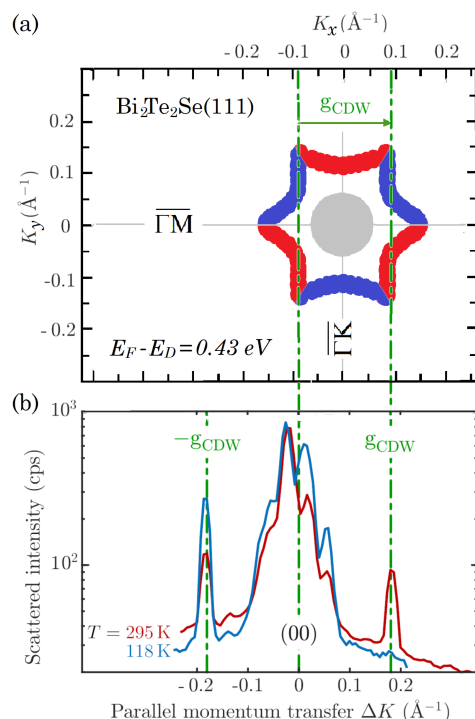 (a)
K_x(Å⁻¹)
-0.2 -0.1 0 0.1 0.2
Bi₂Te₂Se(111)
g_CDW
0.2
0.1
K_y(Å⁻¹)
0
ΓM
-0.1
-0.2
ΓK
E_F-E_D=0.43 eV
(b)
10³
-g_CDW
g_CDW
Scattered intensity (cps)
10²
T = 295 K
118 K
(00)
-0.2 -0.1 0 0.1 0.2
Parallel momentum transfer ΔK (Å⁻¹)